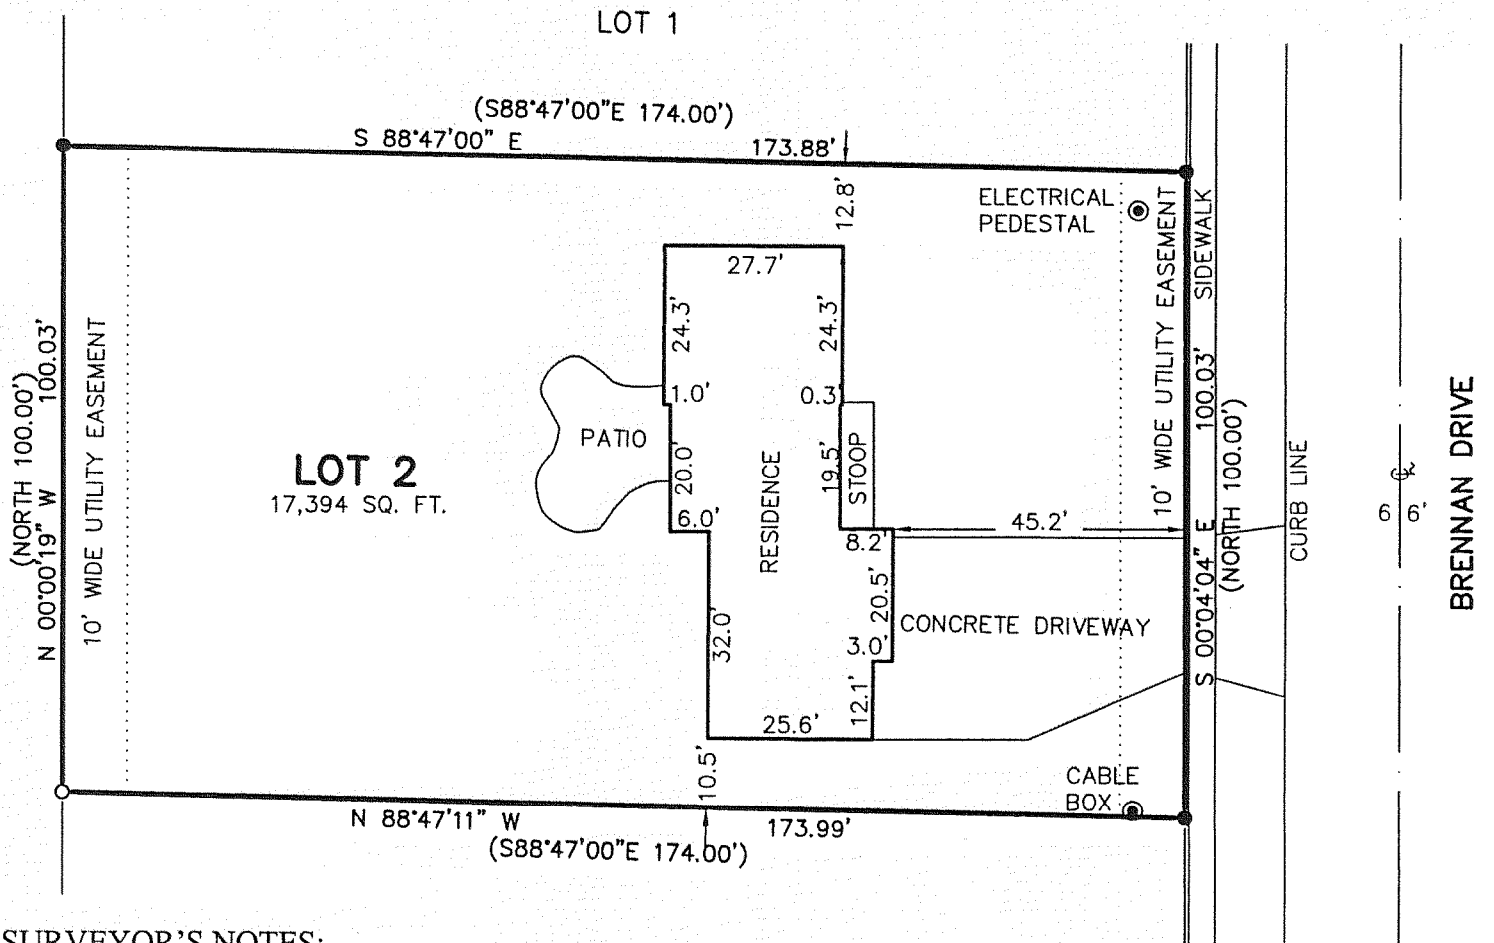 LOT 1
(S88°47'00"E 174.00')
S 88°47'00" E 173.88'
12.8'
ELECTRICAL
PEDESTAL
10' WIDE UTILITY EASEMENT
SIDEWALK
27.7'
24.3'
24.3'
1.0'
0.3'
PATIO
20.0'
19.5'
STOOP
RESIDENCE
6.0'
8.2'
45.2'
LOT 2
17,394 SQ. FT.
(NORTH 100.00')
N 00°00'19" W 100.03'
10' WIDE UTILITY EASEMENT
32.0'
20.5'
3.0'
12.1'
CONCRETE DRIVEWAY
25.6'
10.5'
CABLE
BOX
S 00°04'04" E 100.03'
(NORTH 100.00')
CURB LINE
66'
BRENNAN DRIVE
N 88°47'11" W 173.99'
(S88°47'00"E 174.00')
SURVEYOR'S NOTES: